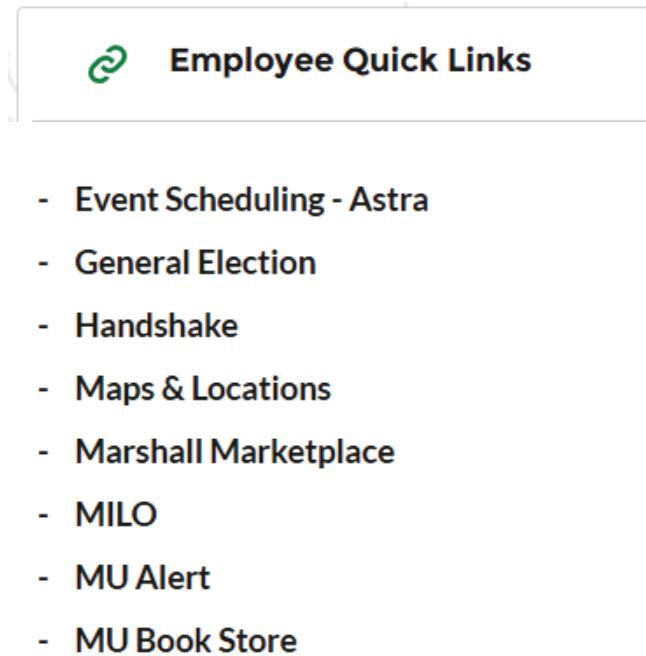 Employee Quick Links
- Event Scheduling - Astra
- General Election
- Handshake
- Maps & Locations
- Marshall Marketplace
- MILO
- MU Alert
- MU Book Store